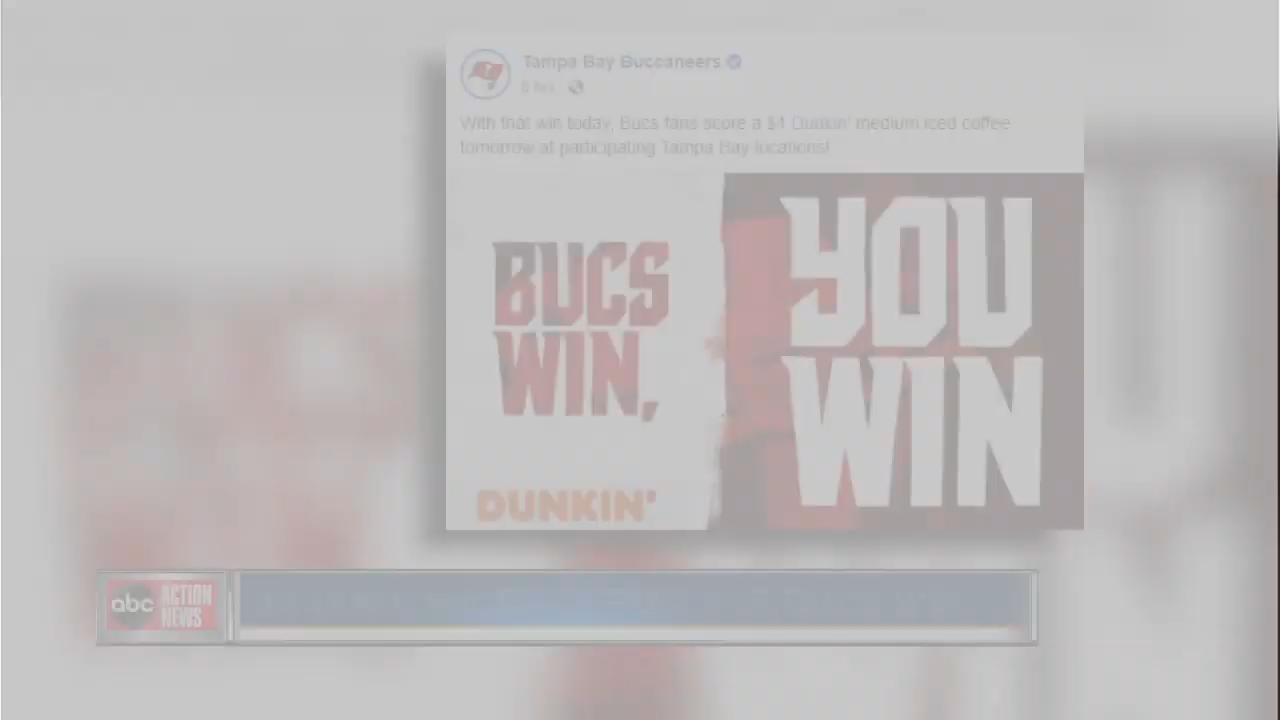 Tampa Bay Buccaneers
With that win today, Bucs fans score a $1 Dunkin' medium iced coffee
tomorrow at participating Tampa Bay locations!
BUCS
WIN,
YOU
WIN
DUNKIN'
abc
ACTION
NEWS